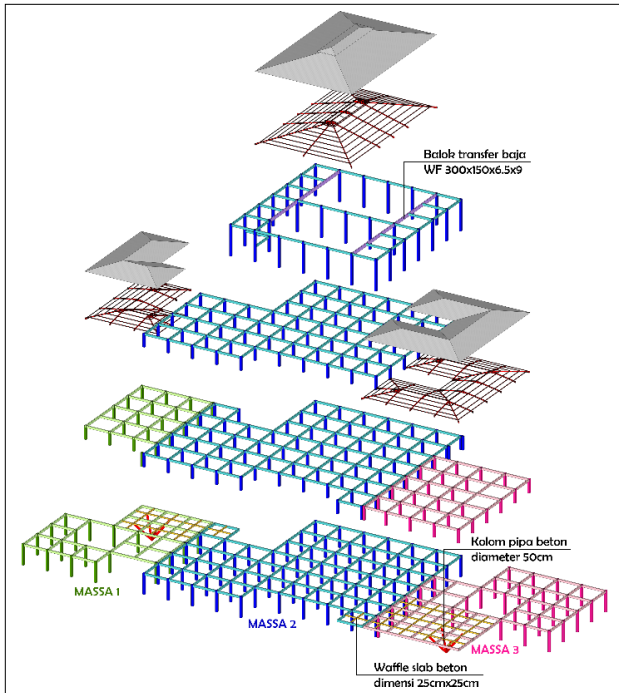 Balok transfer baja
WF 300x150x6.5x9
Kolom pipa beton
diameter 50cm
MASSA 1
MASSA 2
MASSA 3
Waffle slab beton
dimensi 25cmx25cm